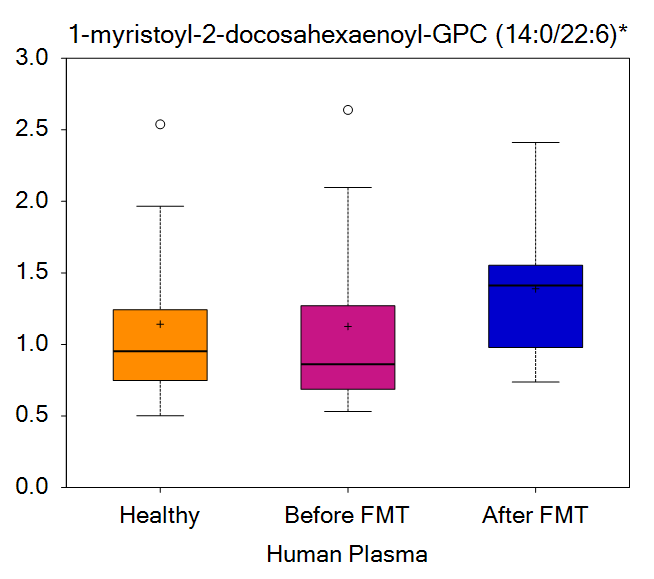 1-myristoyl-2-docosahexaenoyl-GPC (14:0/22:6)*
3.0
2.5
2.0
1.5
1.0
0.5
0.0
Healthy Before FMT After FMT
Human Plasma